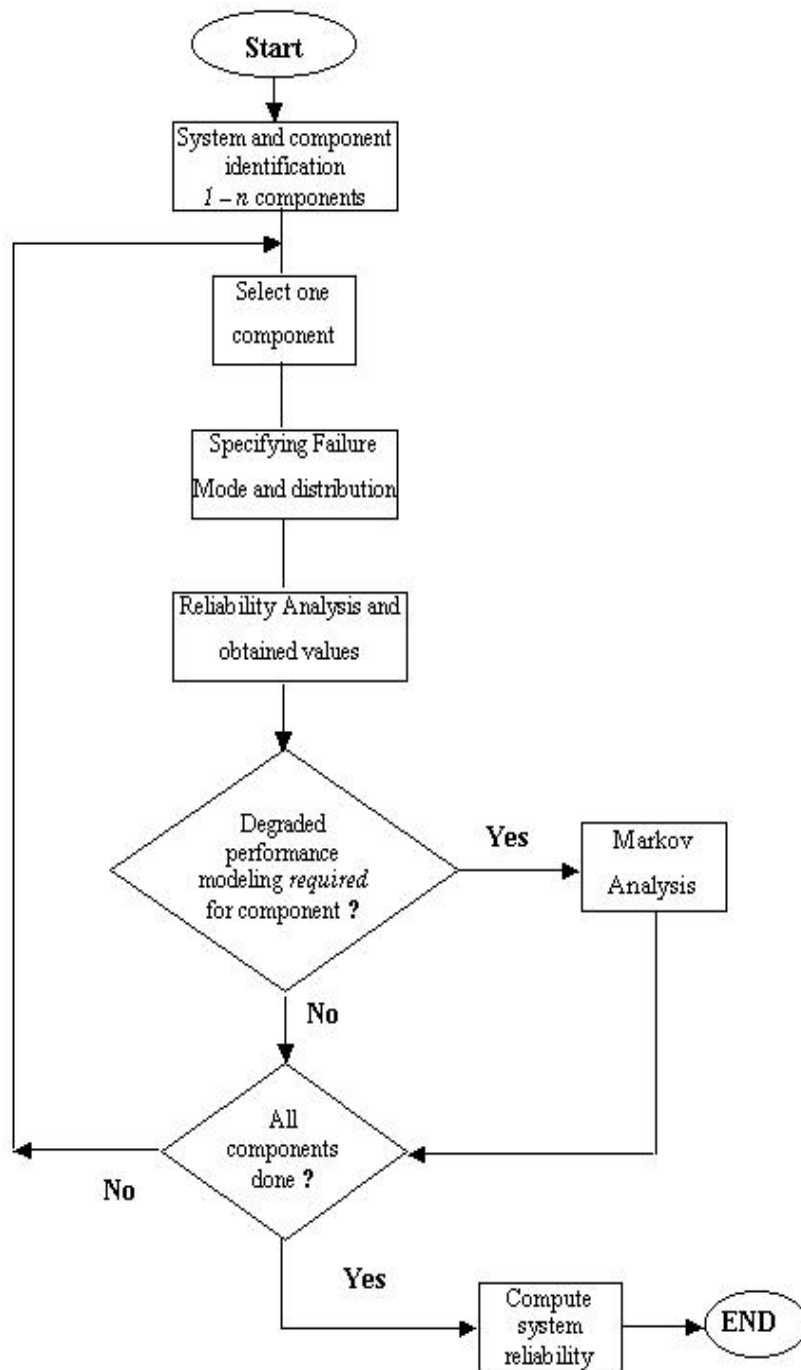 Start
System and component
identification
1 – n components
Select one
component
Specifying Failure
Mode and distribution
Reliability Analysis and
obtained values
Degraded
performance
modeling required
for component ?
Yes
Markov
Analysis
No
All
components
done ?
No
Yes
Compute
system
reliability
END